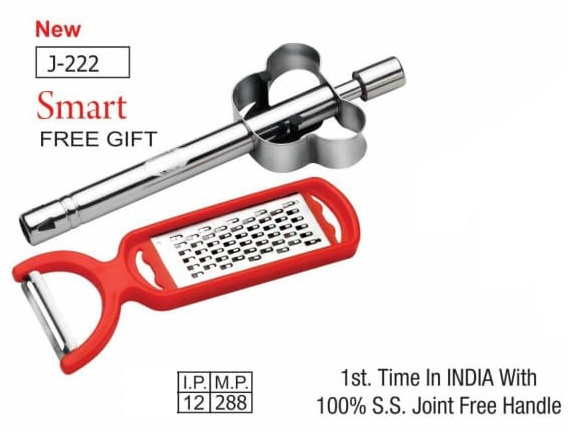 New
J-222
Smart
FREE GIFT
I.P. M.P.
12 288
1st. Time In INDIA With
100% S.S. Joint Free Handle